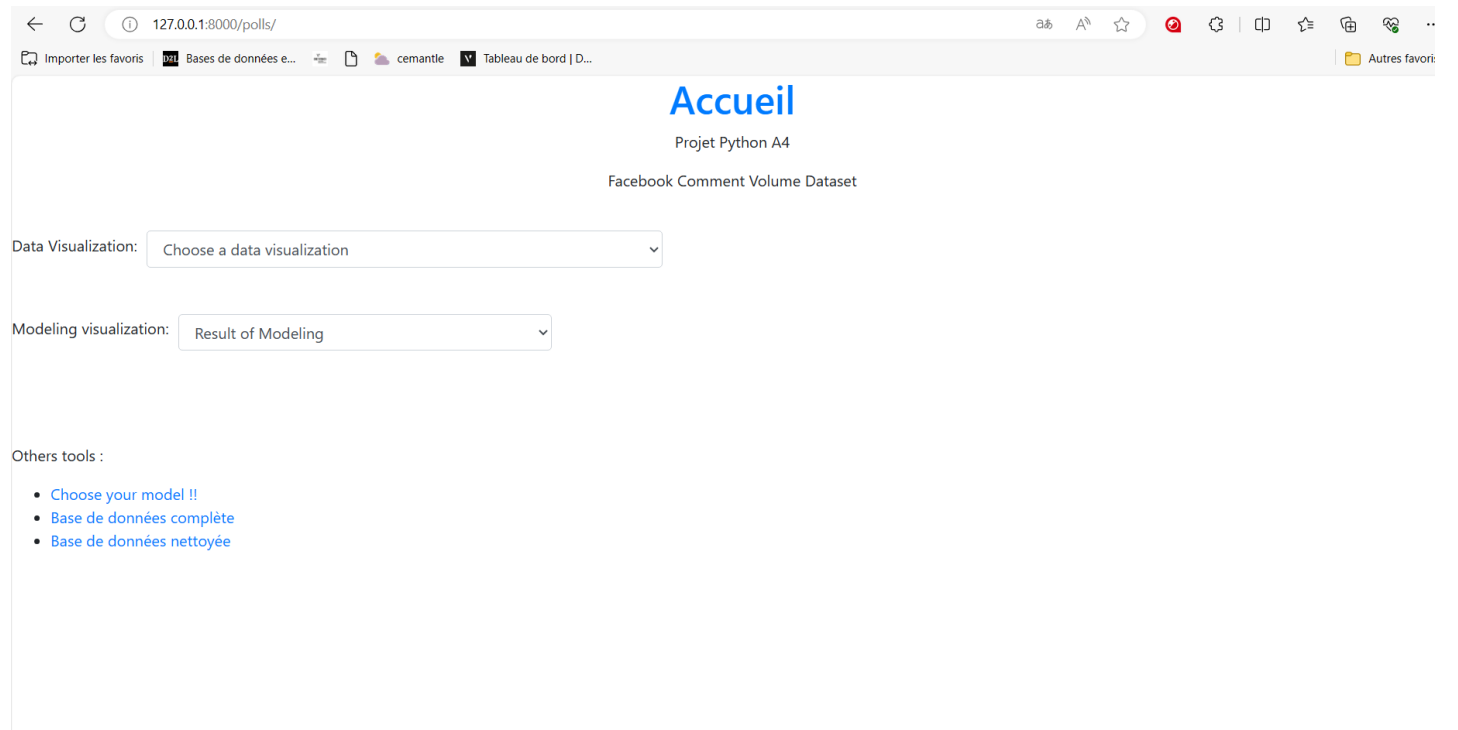 127.0.0.1:8000/polls/
Importer les favoris D2L Bases de données e... cemantle V Tableau de bord | D... Autres favoris
Accueil
Projet Python A4
Facebook Comment Volume Dataset
Data Visualization: Choose a data visualization
Modeling visualization: Result of Modeling
Others tools :
Choose your model !!
Base de données complète
Base de données nettoyée